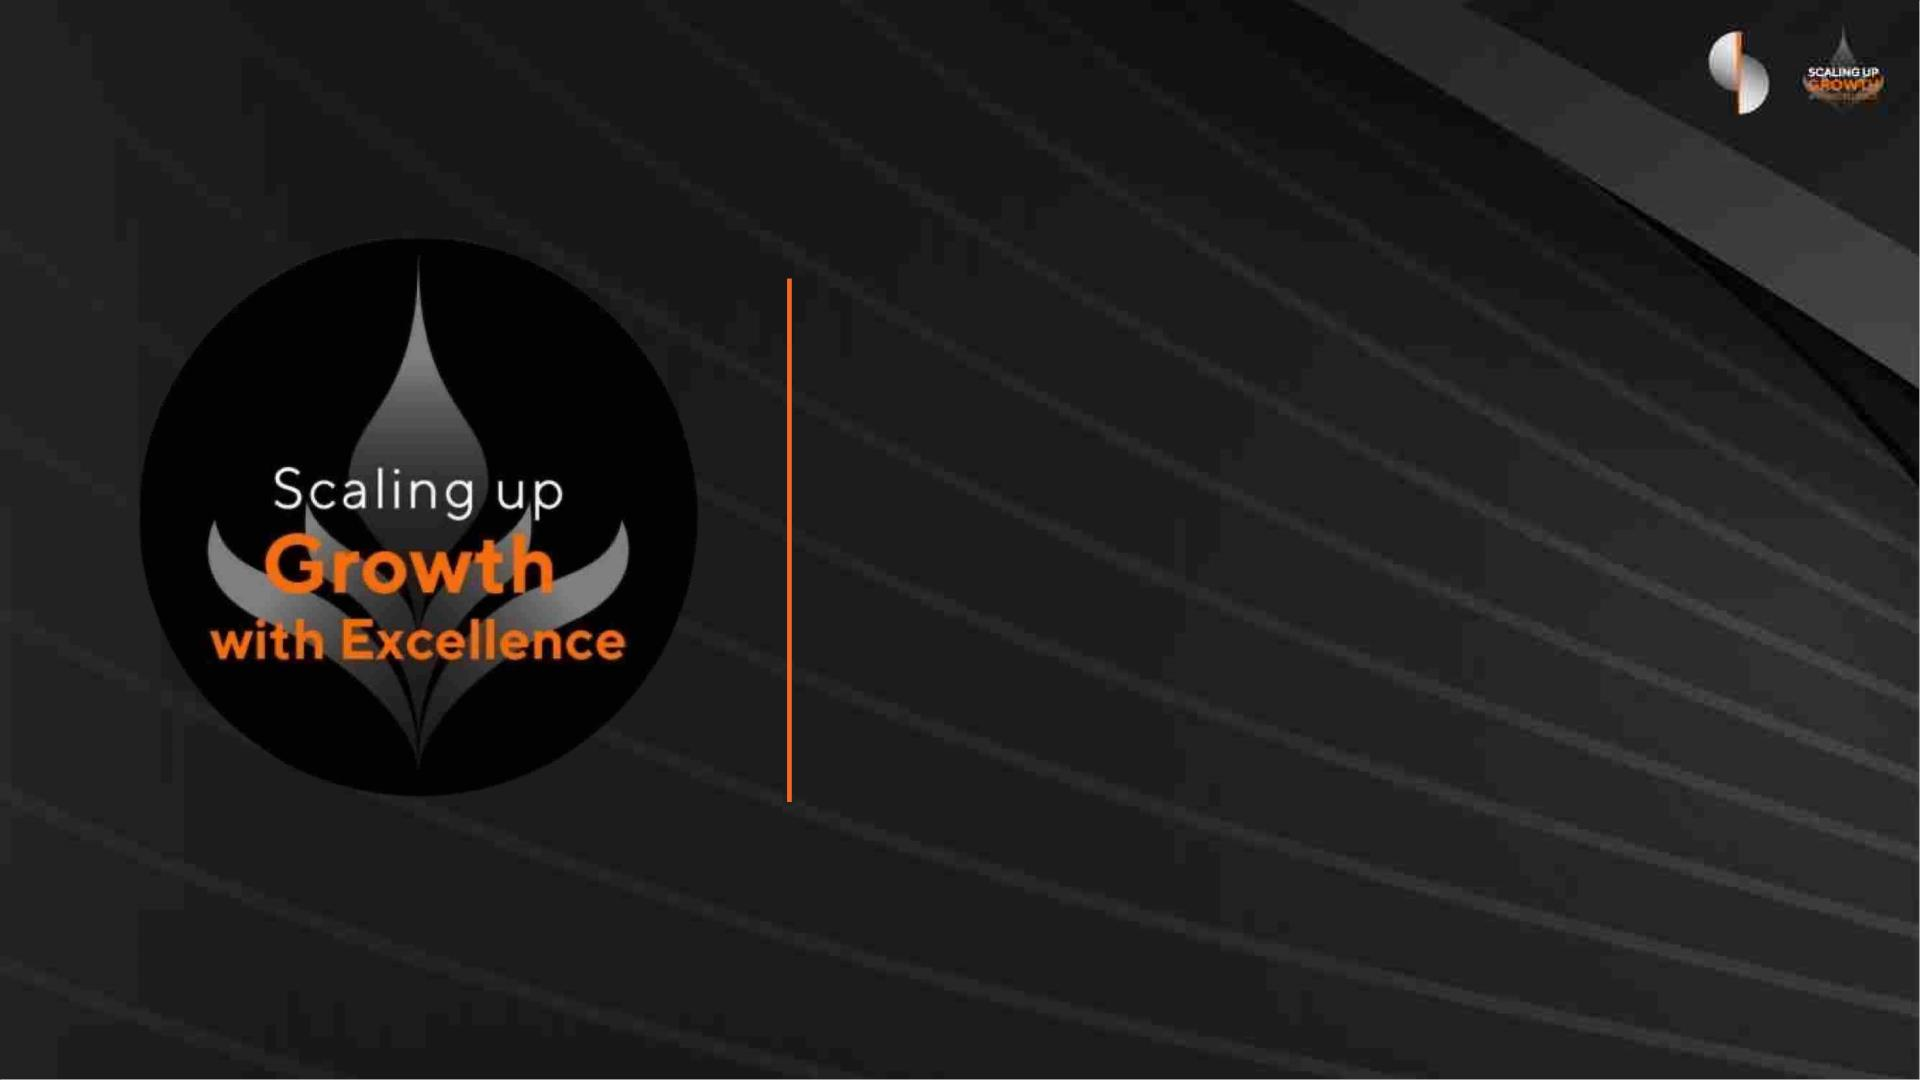 SCALING UP
GROWTH
Scaling up
Growth
with Excellence